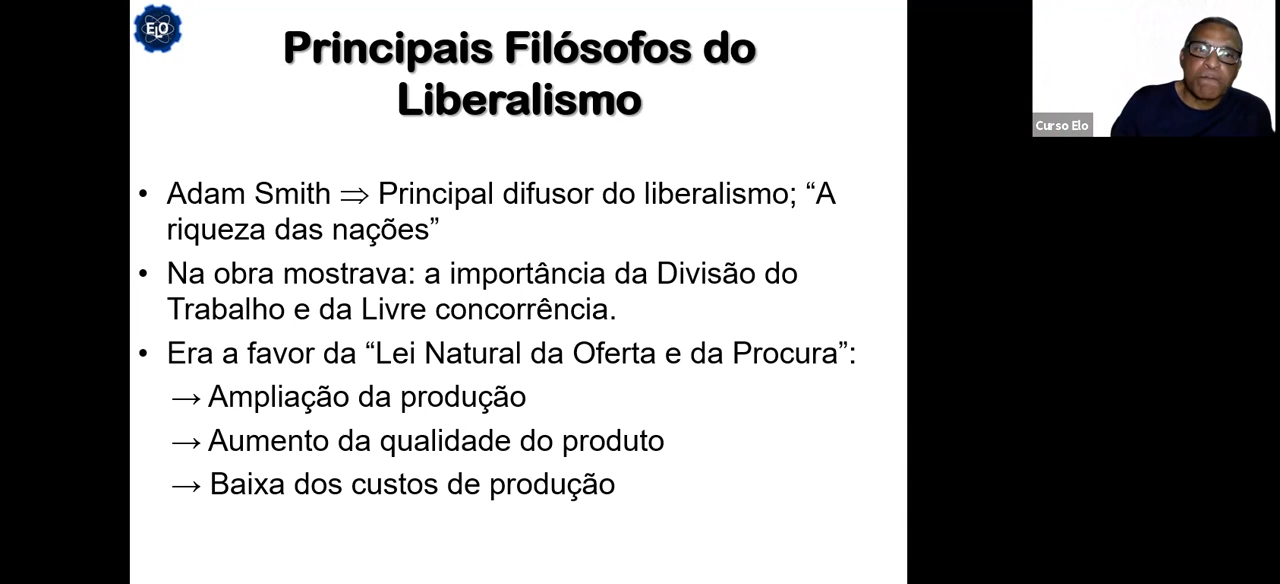 ELO
Principais Filósofos do
Liberalismo
Curso Elo
• Adam Smith ⇒ Principal difusor do liberalismo; “A
riqueza das nações”
• Na obra mostrava: a importância da Divisão do
Trabalho e da Livre concorrência.
• Era a favor da “Lei Natural da Oferta e da Procura”:
→ Ampliação da produção
→ Aumento da qualidade do produto
→ Baixa dos custos de produção